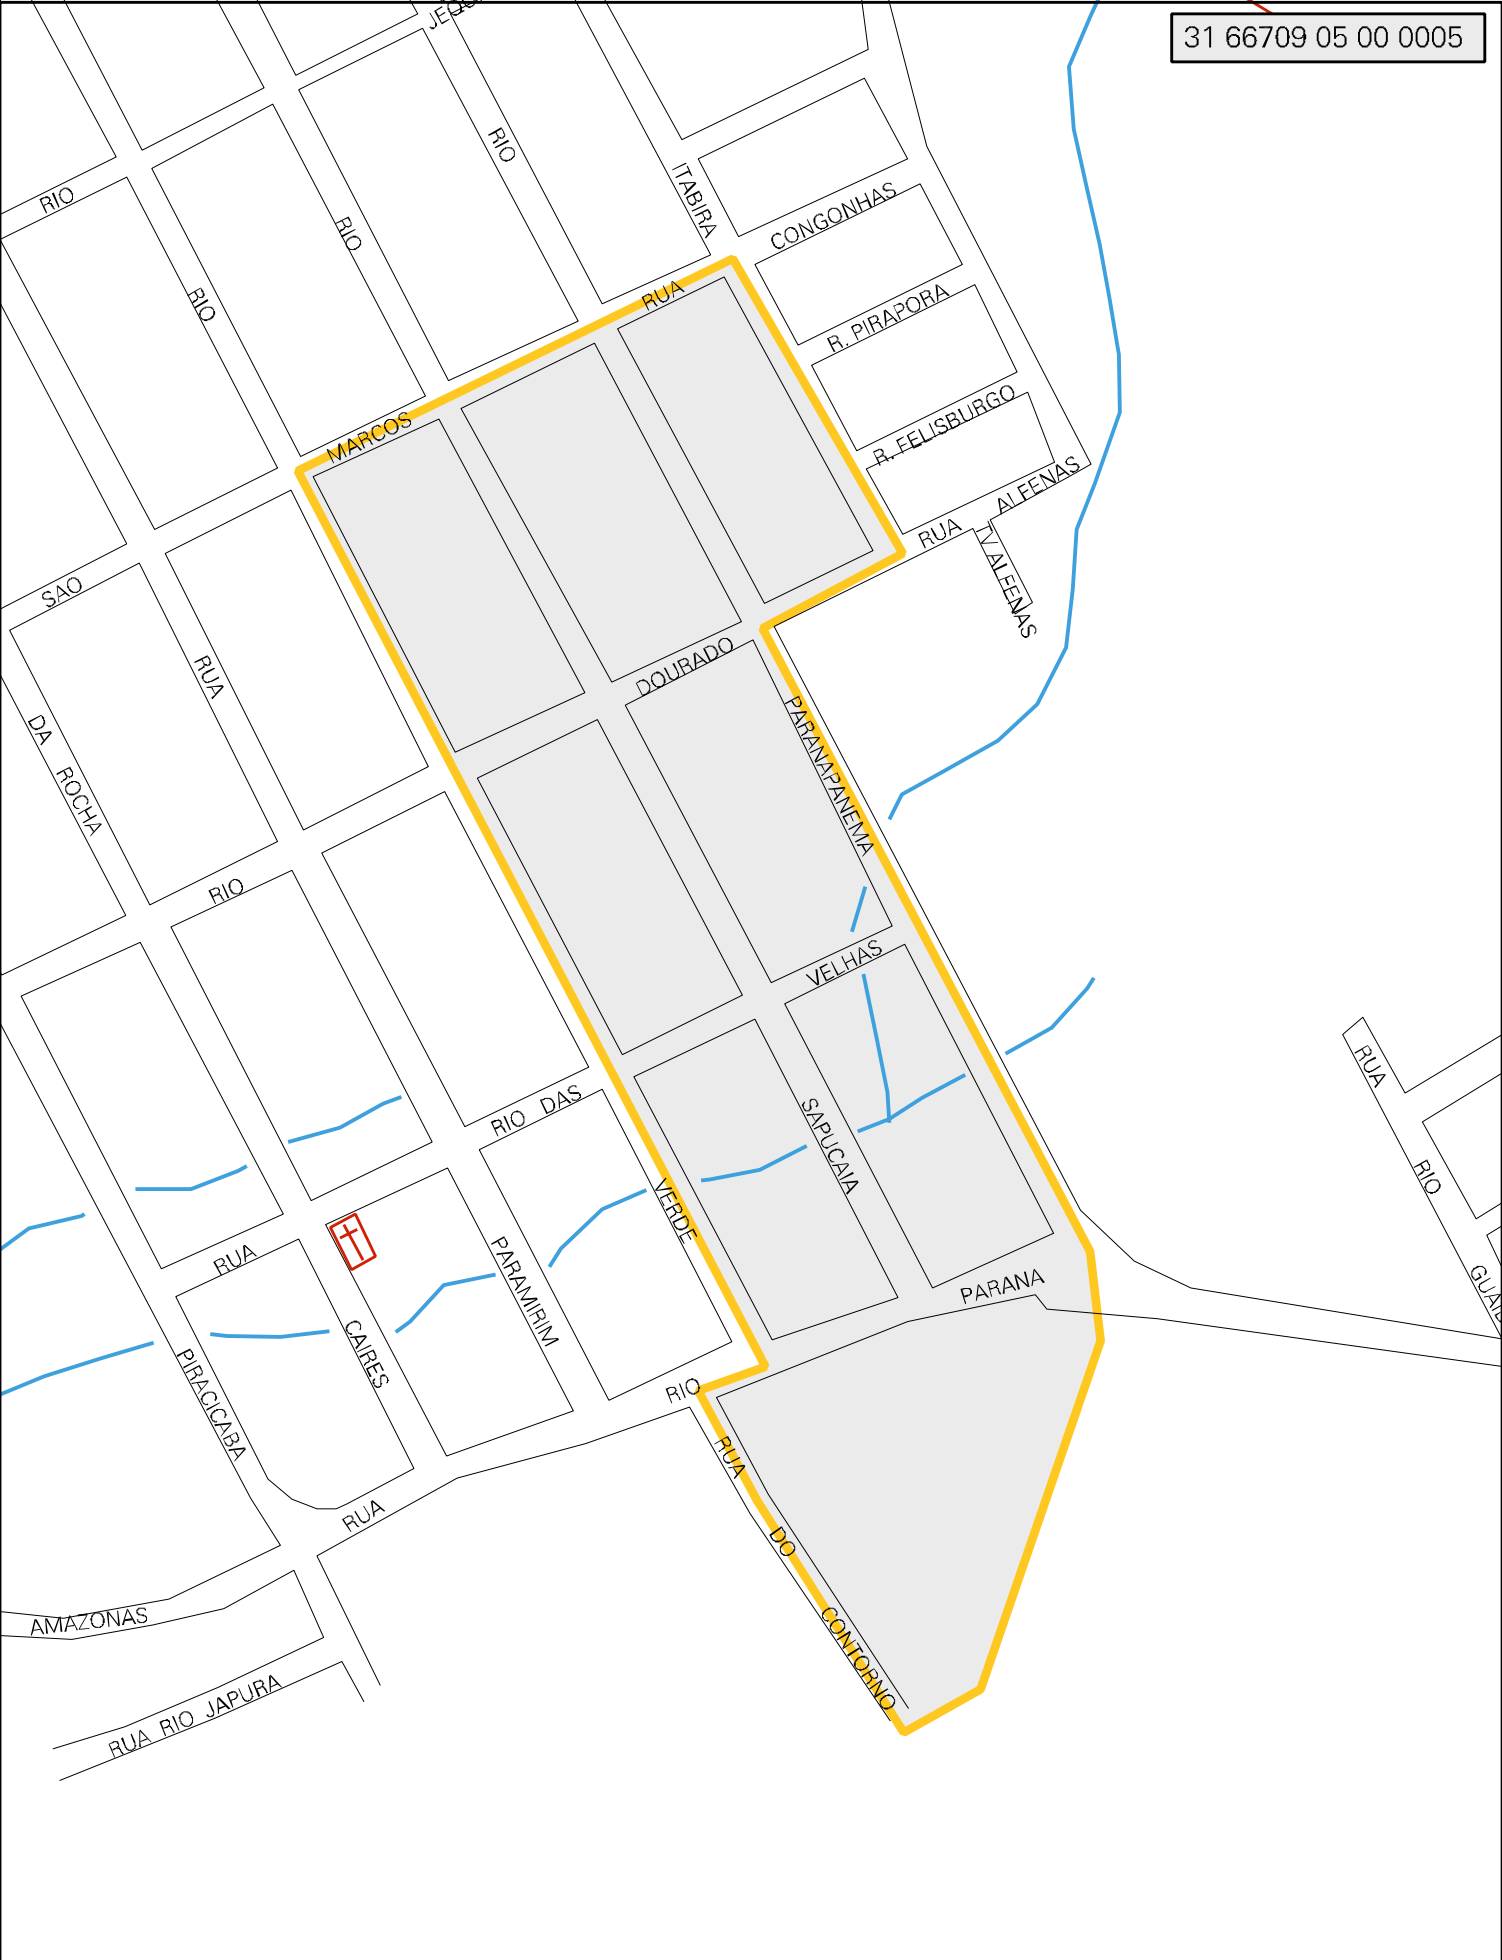 31 66709 05 00 0005
RIO
RIO
ITABIRA
RIO
RIO
CONGONHAS
RUA
R. PIRAPORA
MARCOS
R. FELISBURGO
ALFENAS
RUA
TV ALFENAS
SAO
RUA
DOURADO
DA ROCHA
PARANAPANEMA
RIO
VELHAS
RIO DAS
SAPUCAIA
RUA
RIO
VERDE
RUA
PARAMIRIM
PARANA
CAIRES
PIRACICABA
RIO
RUA
RUA
DO
CONTORNO
AMAZONAS
RUA RIO JAPURA